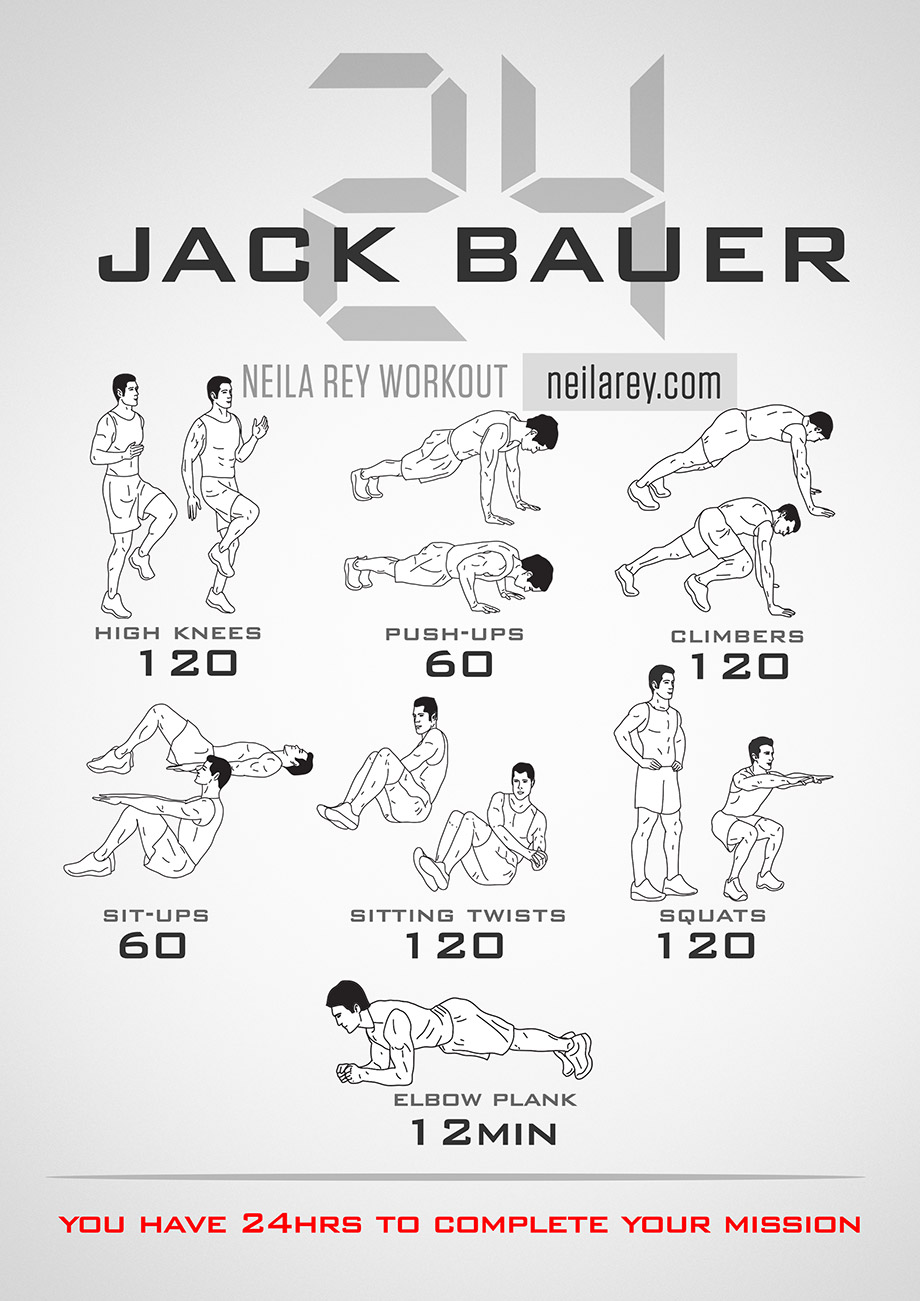 24
JACK BAUER
NEILA REY WORKOUT neilarey.com
HIGH KNEES
120
PUSH-UPS
60
CLIMBERS
120
SIT-UPS
60
SITTING TWISTS
120
SQUATS
120
ELBOW PLANK
12MIN
YOU HAVE 24HRS TO COMPLETE YOUR MISSION